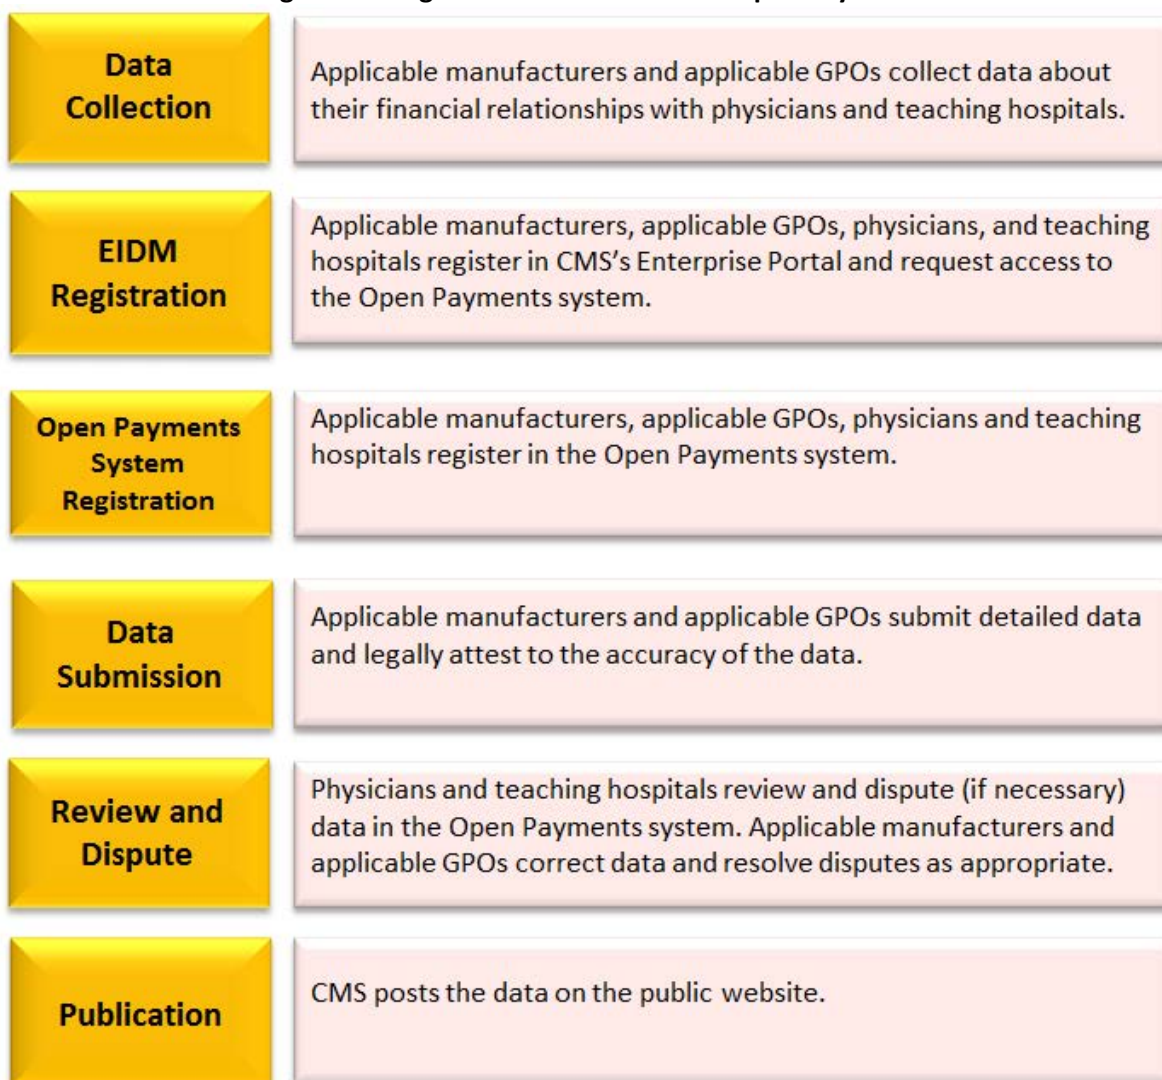 Data
Collection
Applicable manufacturers and applicable GPOs collect data about
their financial relationships with physicians and teaching hospitals.
EIDM
Registration
Applicable manufacturers, applicable GPOs, physicians, and teaching
hospitals register in CMS's Enterprise Portal and request access to
the Open Payments system.
Open Payments
System
Registration
Applicable manufacturers, applicable GPOs, physicians and teaching
hospitals register in the Open Payments system.
Data
Submission
Applicable manufacturers and applicable GPOs submit detailed data
and legally attest to the accuracy of the data.
Review and
Dispute
Physicians and teaching hospitals review and dispute (if necessary)
data in the Open Payments system. Applicable manufacturers and
applicable GPOs correct data and resolve disputes as appropriate.
Publication
CMS posts the data on the public website.